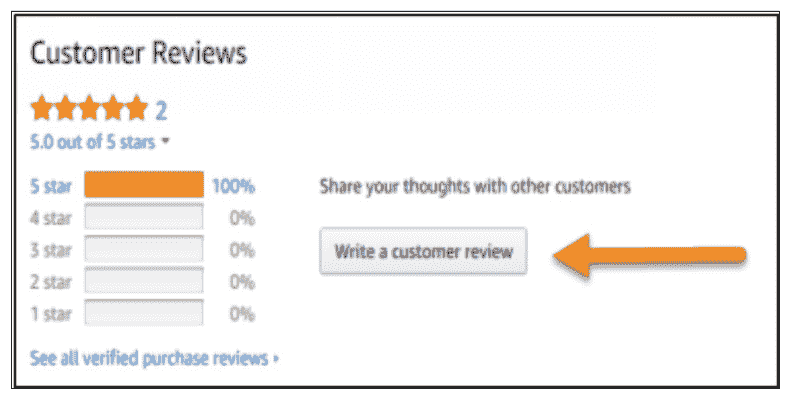 Customer Reviews
2
5.0 out of 5 stars
5 star 100%
4 star 0%
3 star 0%
2 star 0%
1 star 0%
Share your thoughts with other customers
Write a customer review
See all verified purchase reviews ›